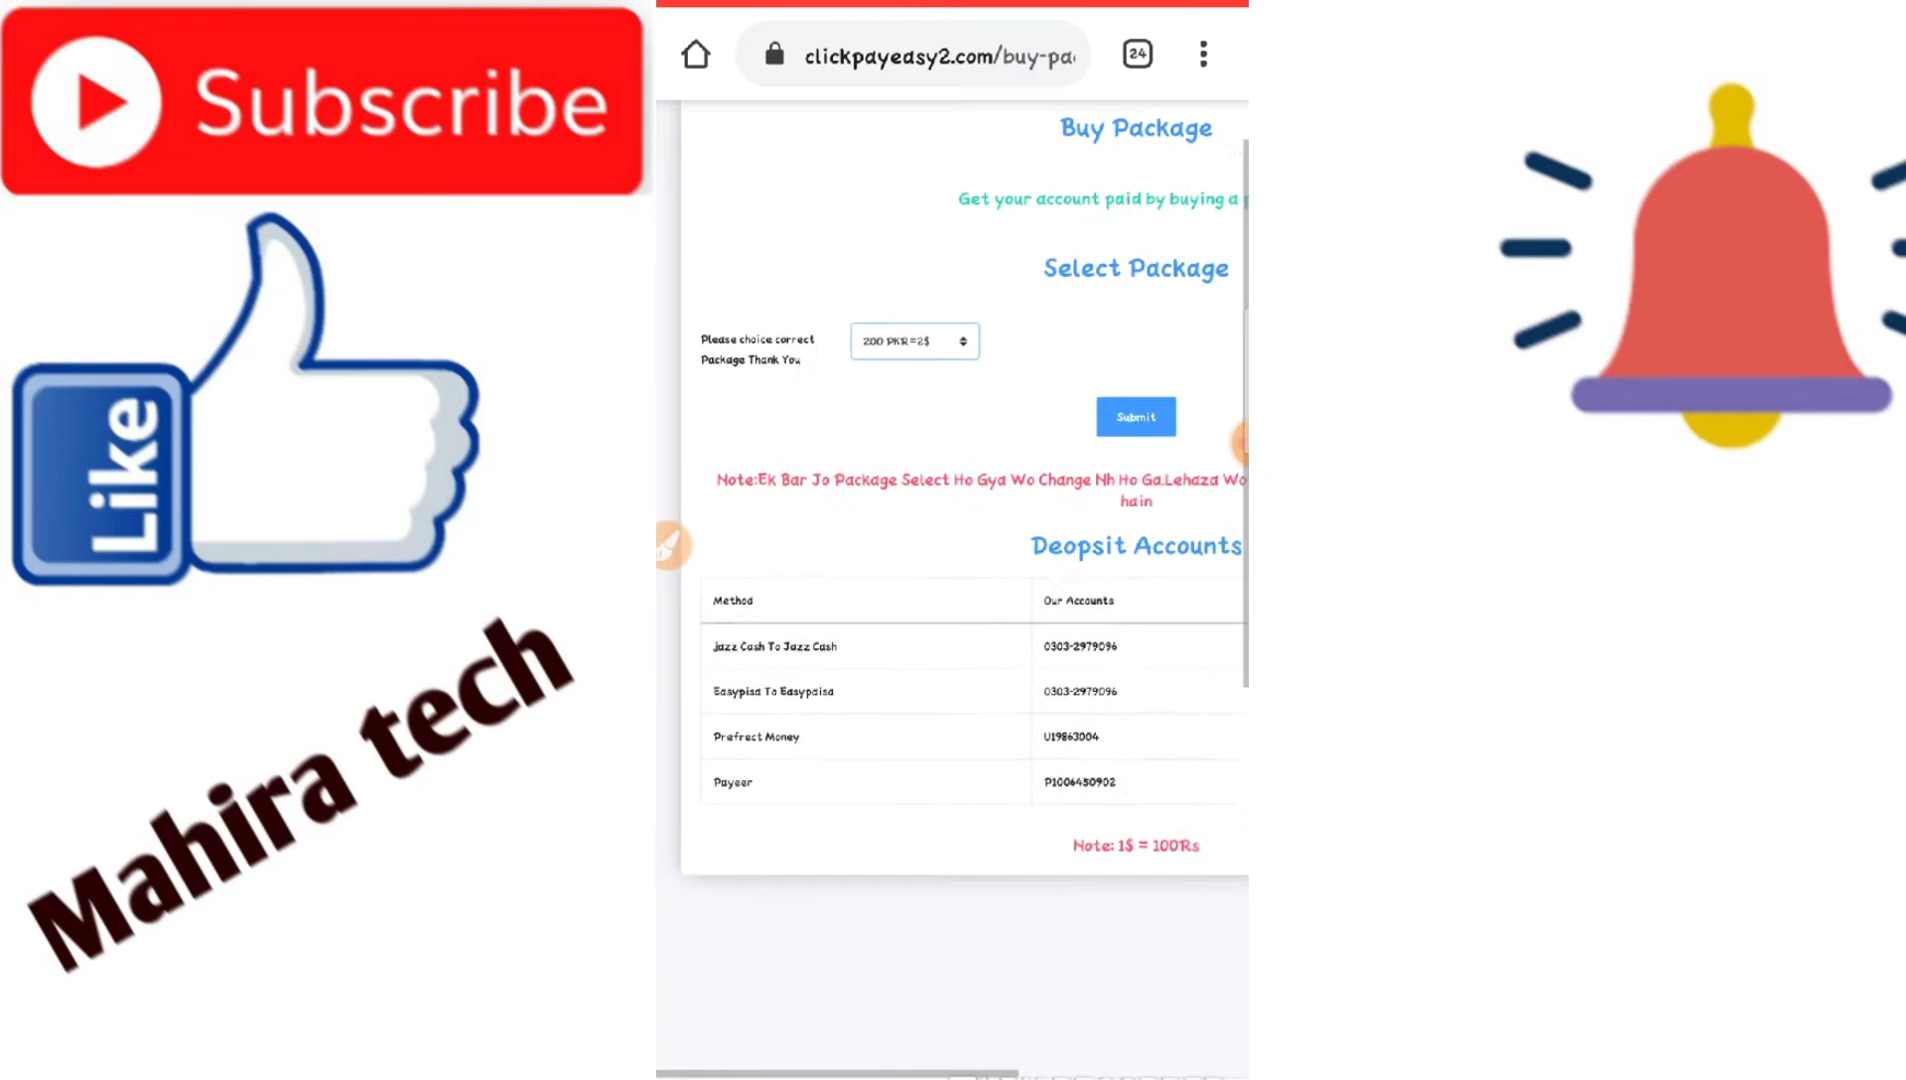 Subscribe
Like
Mahira tech
clickpayeasy2.com/buy-pa
24
Buy Package
Get your account paid by buying a
Select Package
Please choice correct
Package Thank You
200 PKR=2$
Submit
Note:Ek Bar Jo Package Select Ho Gya Wo Change Nh Ho Ga.Lehaza Wo
hain
Deopsit Accounts
Method
Our Accounts
jazz Cash To Jazz Cash
0303-2979096
Easypisa To Easypaisa
0303-2979096
Prefrect Money
U19863004
Payeer
P1006450902
Note: 1$ = 100Rs